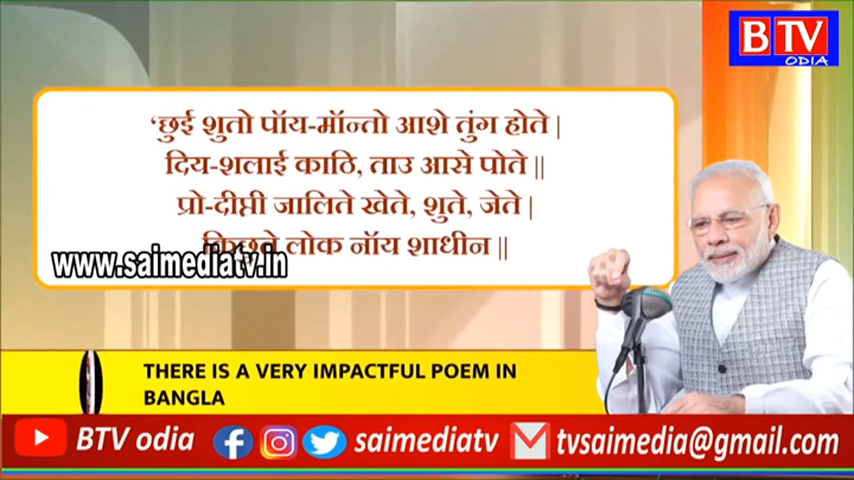 BTV
ODIA
‘छुई शुतो पॉय-मॉन्तो आशे तुंग होते |
दिय-शलाई काठि, ताउ आसे पोते ||
प्रो-दीप्ती जालिते खेते, शुते, जेते |
लोक नॉय शाधीन ||
www.saimediatv.in
THERE IS A VERY IMPACTFUL POEM IN
BANGLA
BTV odia saimediatv tvsaimedia@gmail.com